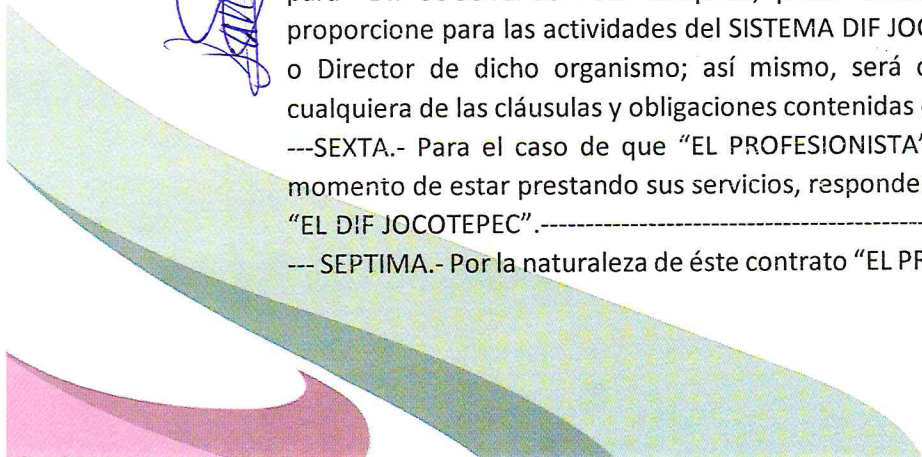 proporcione para las actividades del SISTEMA DIF JOC
o Director de dicho organismo; así mismo, será
cualquiera de las cláusulas y obligaciones contenidas
---SEXTA.- Para el caso de que “EL PROFESIONISTA”
momento de estar prestando sus servicios, responde
“EL DIF JOCOTEPEC”.-----------------------------------------
--- SEPTIMA.- Por la naturaleza de éste contrato “EL PR